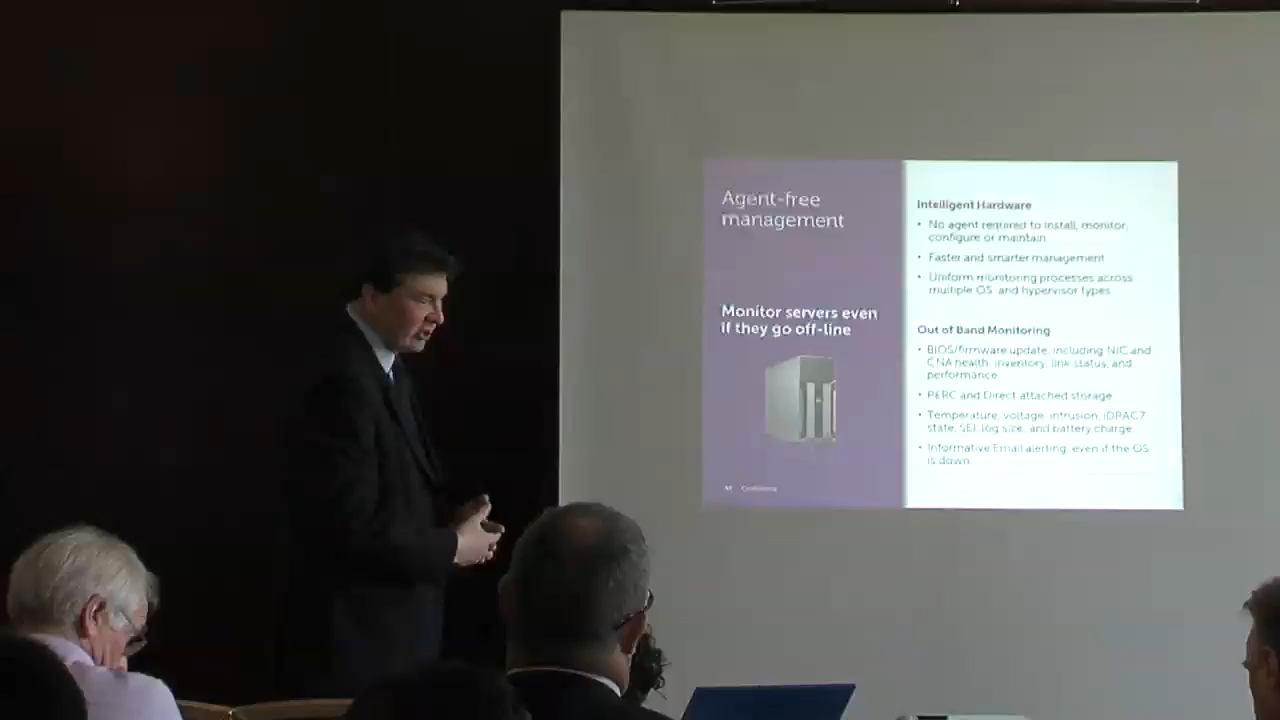 Agent-free
management
Monitor servers even
if they go off-line
Intelligent Hardware
• No agent required to install, monitor,
configure or maintain
• Faster and smarter management
• Uniform monitoring processes across
multiple OS and hypervisor types
Out of Band Monitoring
• BIOS/firmware update, including NIC and
CNA health, inventory, link status, and
performance
• PERC and Direct attached storage
• Temperature, voltage, intrusion, iDRAC7
state, SEL log size, and battery charge
• Informative Email alerting, even if the OS
is down